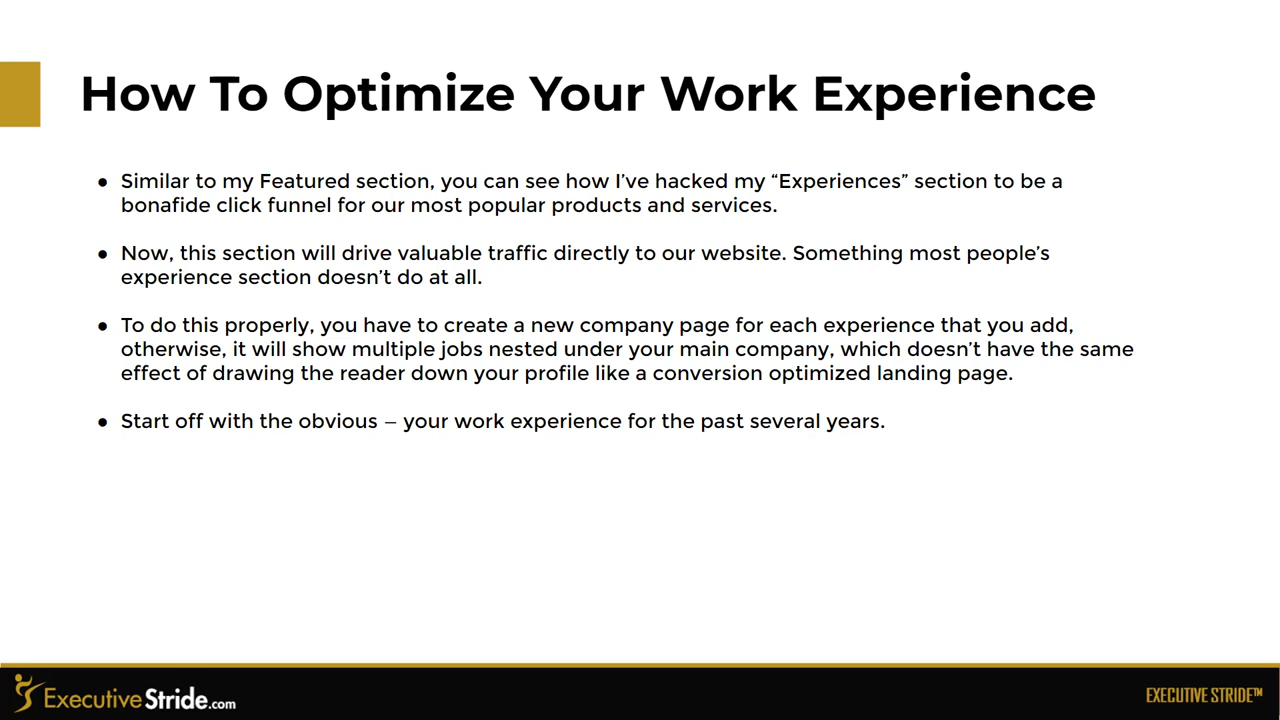 How To Optimize Your Work Experience
● Similar to my Featured section, you can see how I’ve hacked my “Experiences” section to be a
bonafide click funnel for our most popular products and services.
● Now, this section will drive valuable traffic directly to our website. Something most people’s
experience section doesn’t do at all.
● To do this properly, you have to create a new company page for each experience that you add,
otherwise, it will show multiple jobs nested under your main company, which doesn’t have the same
effect of drawing the reader down your profile like a conversion optimized landing page.
● Start off with the obvious – your work experience for the past several years.
ExecutiveStride.com
EXECUTIVE STRIDE™